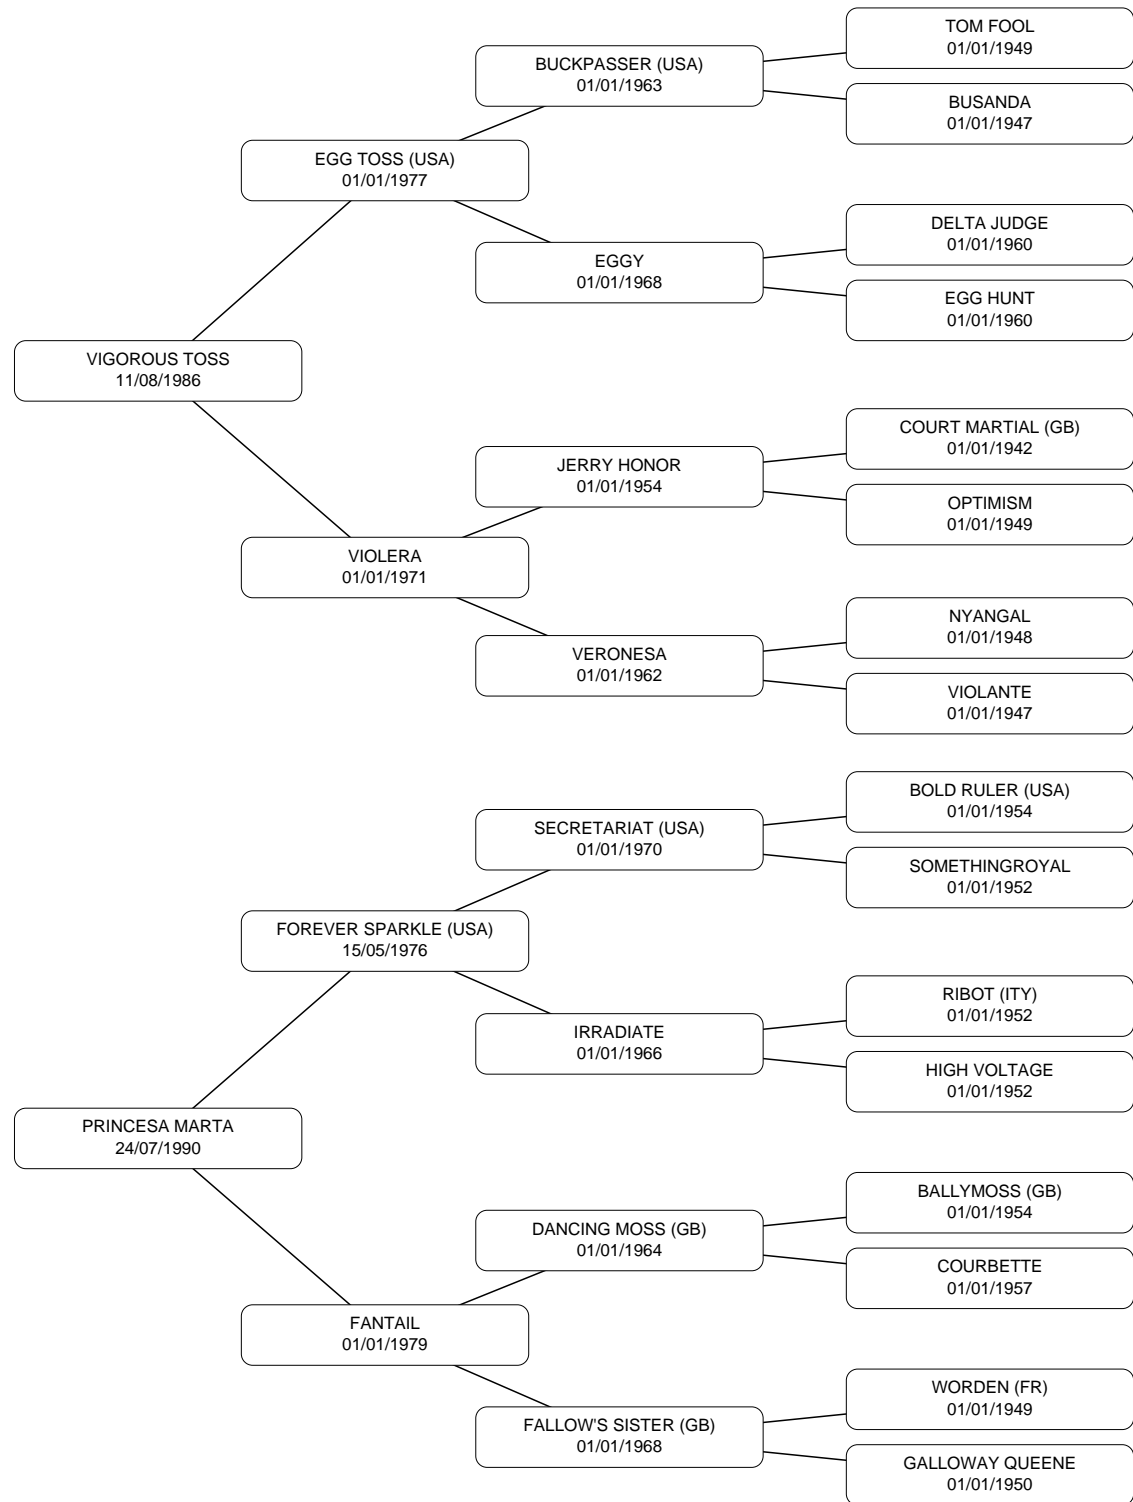 TOM FOOL
01/01/1949
BUCKPASSER (USA)
01/01/1963
BUSANDA
01/01/1947
EGG TOSS (USA)
01/01/1977
DELTA JUDGE
01/01/1960
EGGY
01/01/1968
EGG HUNT
01/01/1960
VIGOROUS TOSS
11/08/1986
COURT MARTIAL (GB)
01/01/1942
JERRY HONOR
01/01/1954
OPTIMISM
01/01/1949
VIOLERA
01/01/1971
NYANGAL
01/01/1948
VERONESA
01/01/1962
VIOLANTE
01/01/1947
BOLD RULER (USA)
01/01/1954
SECRETARIAT (USA)
01/01/1970
SOMETHINGROYAL
01/01/1952
FOREVER SPARKLE (USA)
15/05/1976
RIBOT (ITY)
01/01/1952
IRRADIATE
01/01/1966
HIGH VOLTAGE
01/01/1952
PRINCESA MARTA
24/07/1990
BALLYMOSS (GB)
01/01/1954
DANCING MOSS (GB)
01/01/1964
COURBETTE
01/01/1957
FANTAIL
01/01/1979
WORDEN (FR)
01/01/1949
FALLOW'S SISTER (GB)
01/01/1968
GALLOWAY QUEENE
01/01/1950